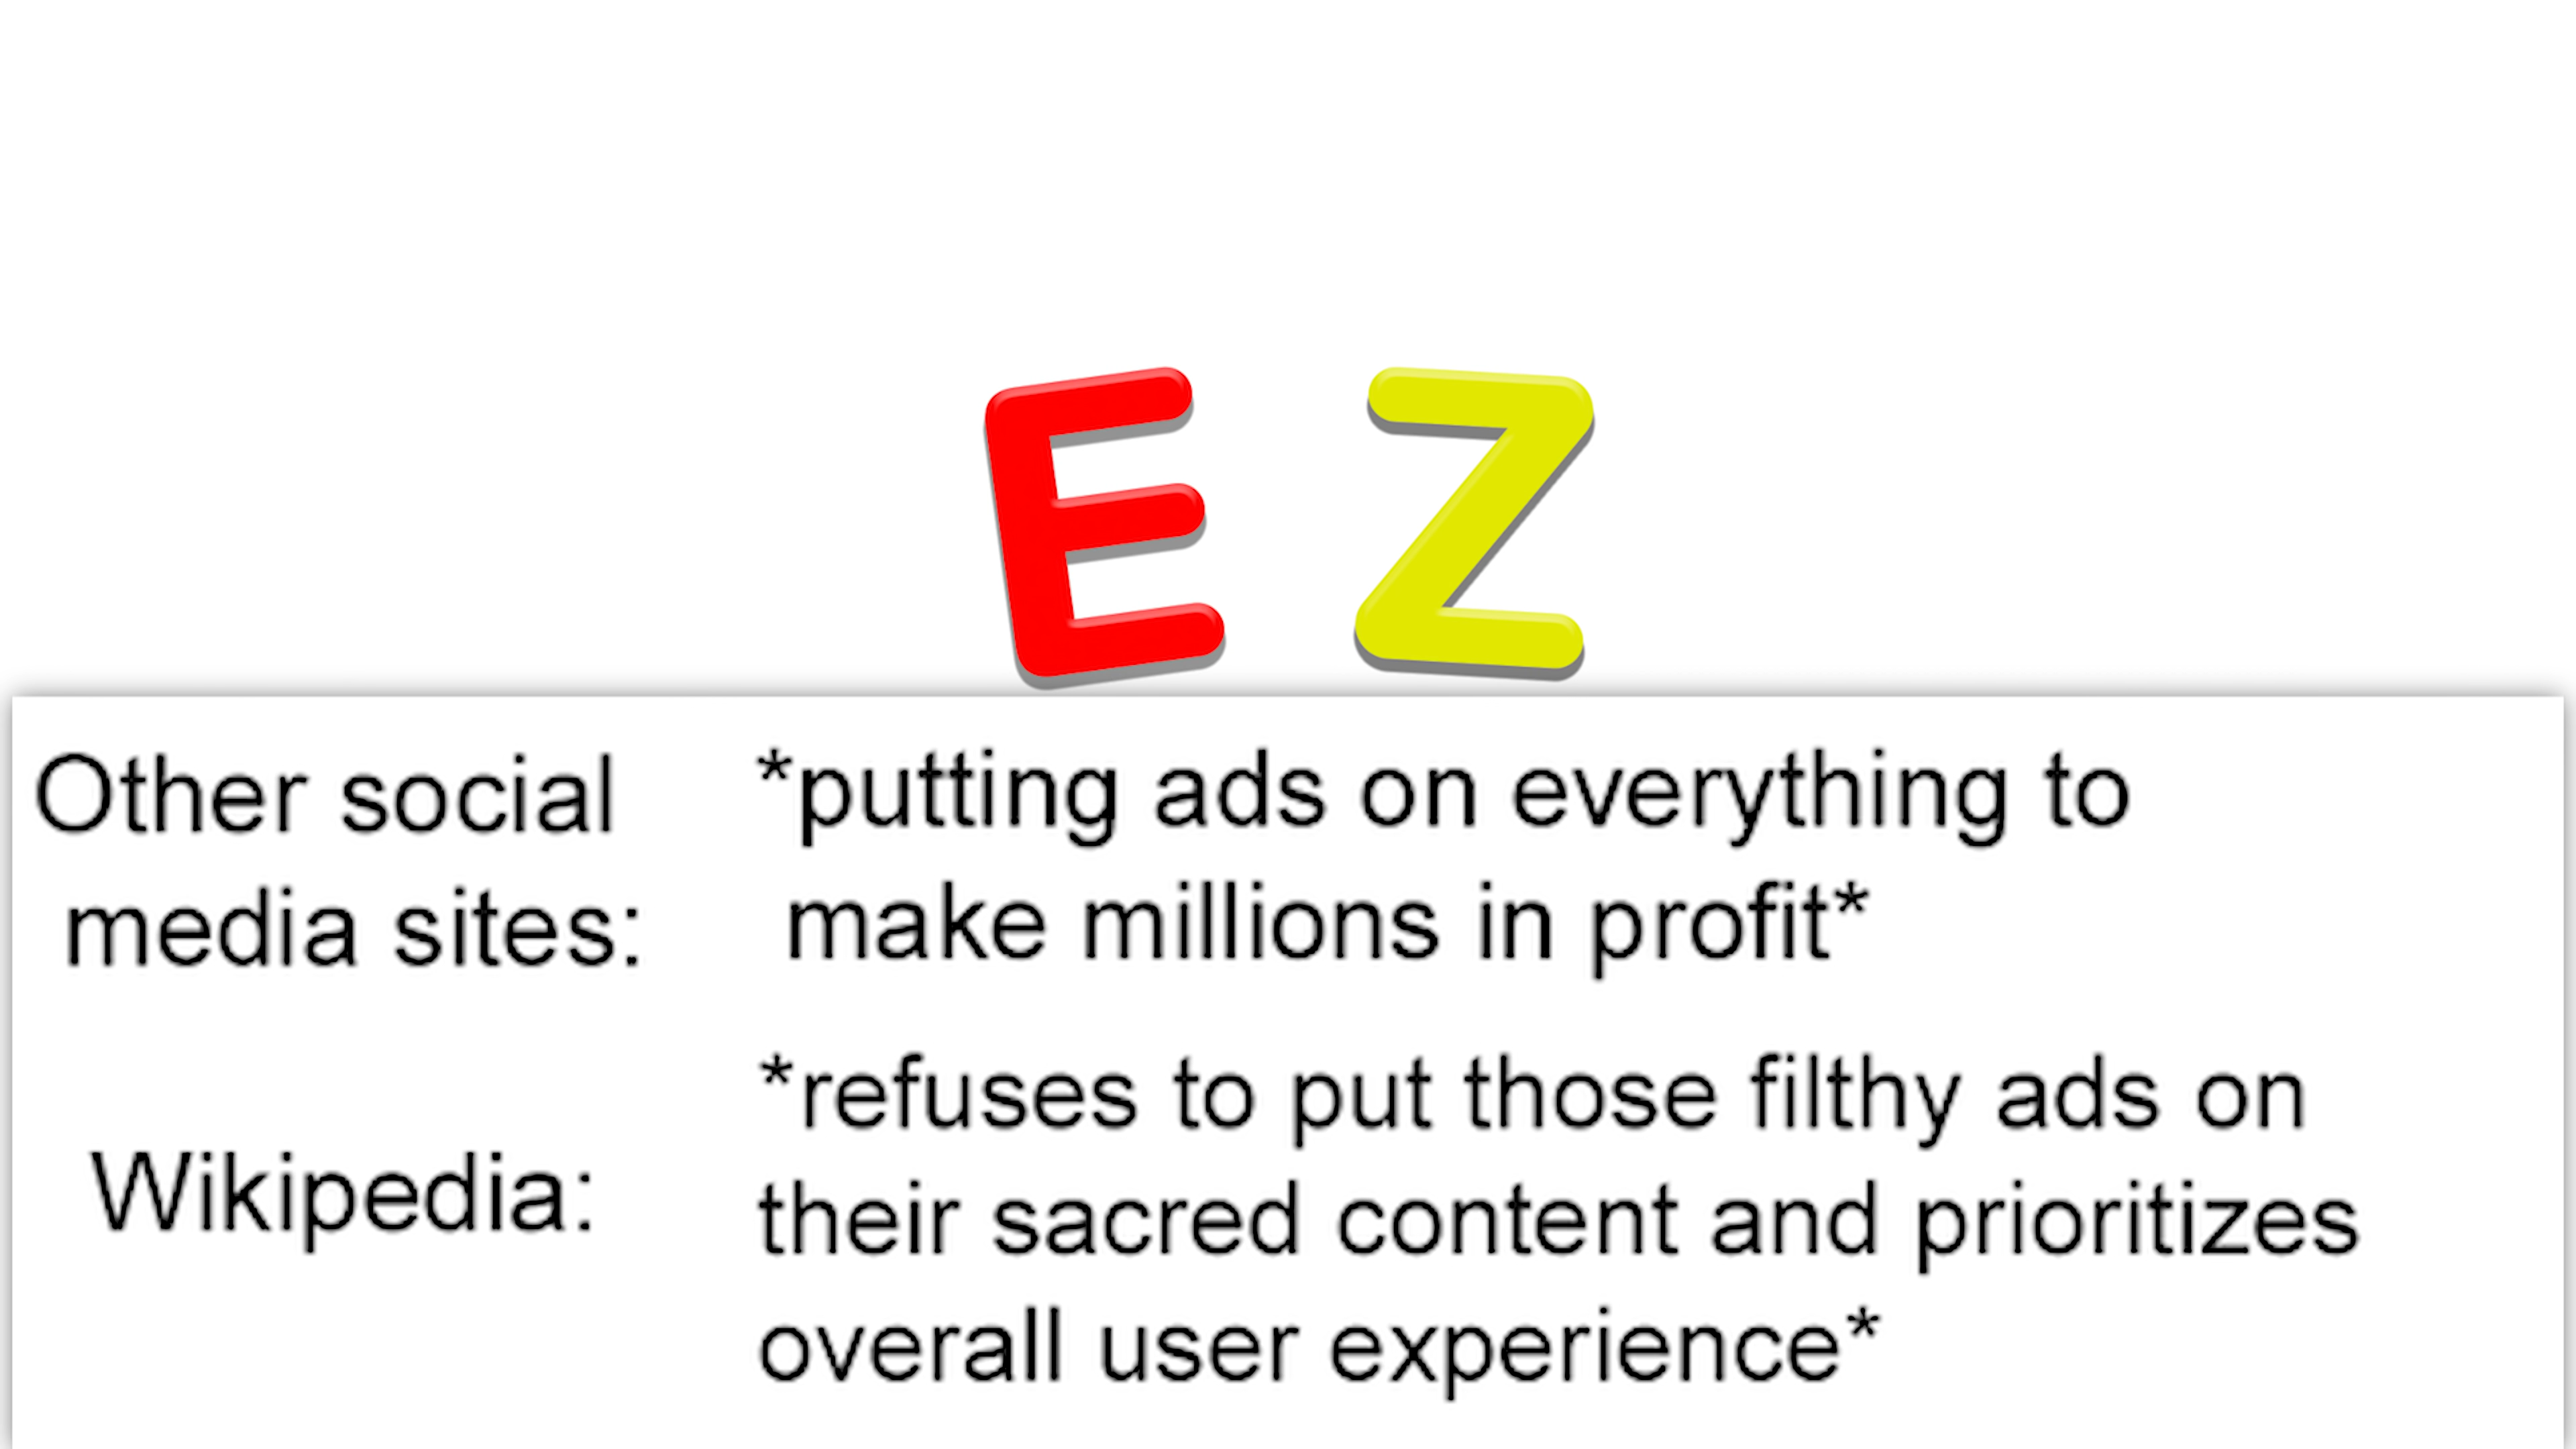 E Z
Other social
media sites:
*putting ads on everything to
make millions in profit*
Wikipedia:
*refuses to put those filthy ads on
their sacred content and prioritizes
overall user experience*